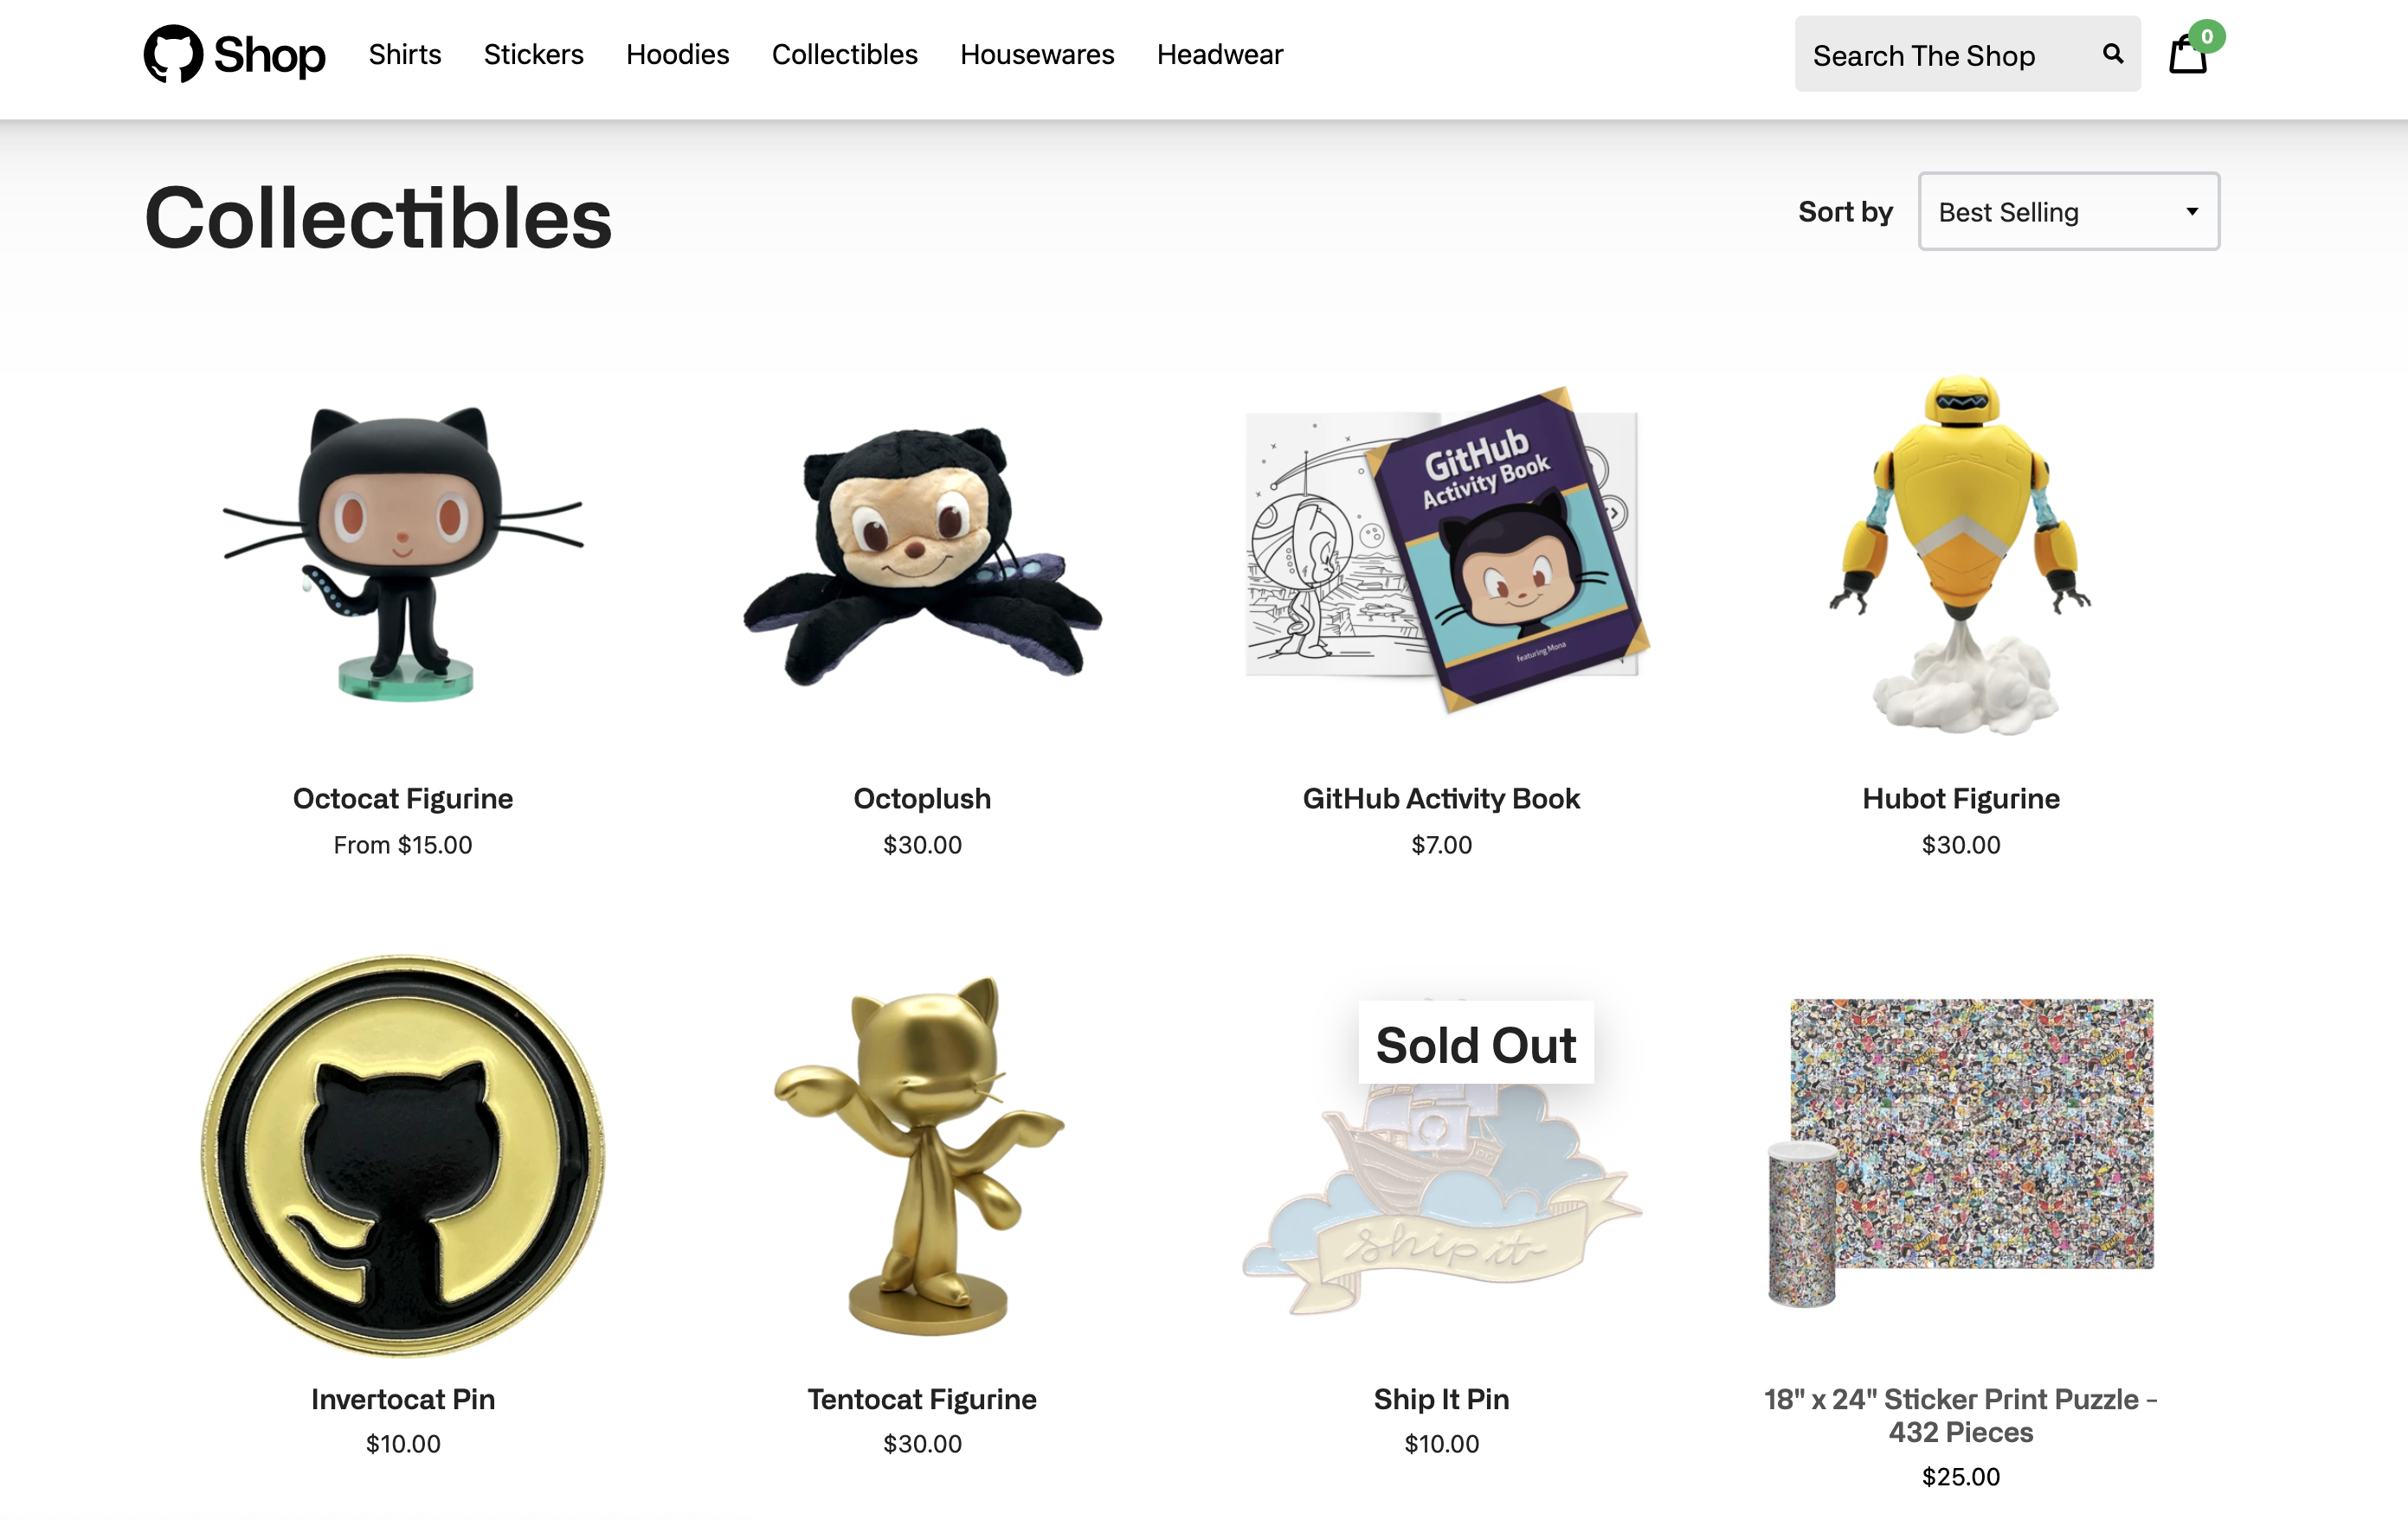 Shop Shirts Stickers Hoodies Collectibles Housewares Headwear Search The Shop 0
Collectibles
Sort by Best Selling
GitHub
Activity Book
featuring Mona
Octocat Figurine
From $15.00
Octoplush
$30.00
GitHub Activity Book
$7.00
Hubot Figurine
$30.00
Sold Out
ship it
Invertocat Pin
$10.00
Tentocat Figurine
$30.00
Ship It Pin
$10.00
18" x 24" Sticker Print Puzzle -
432 Pieces
$25.00